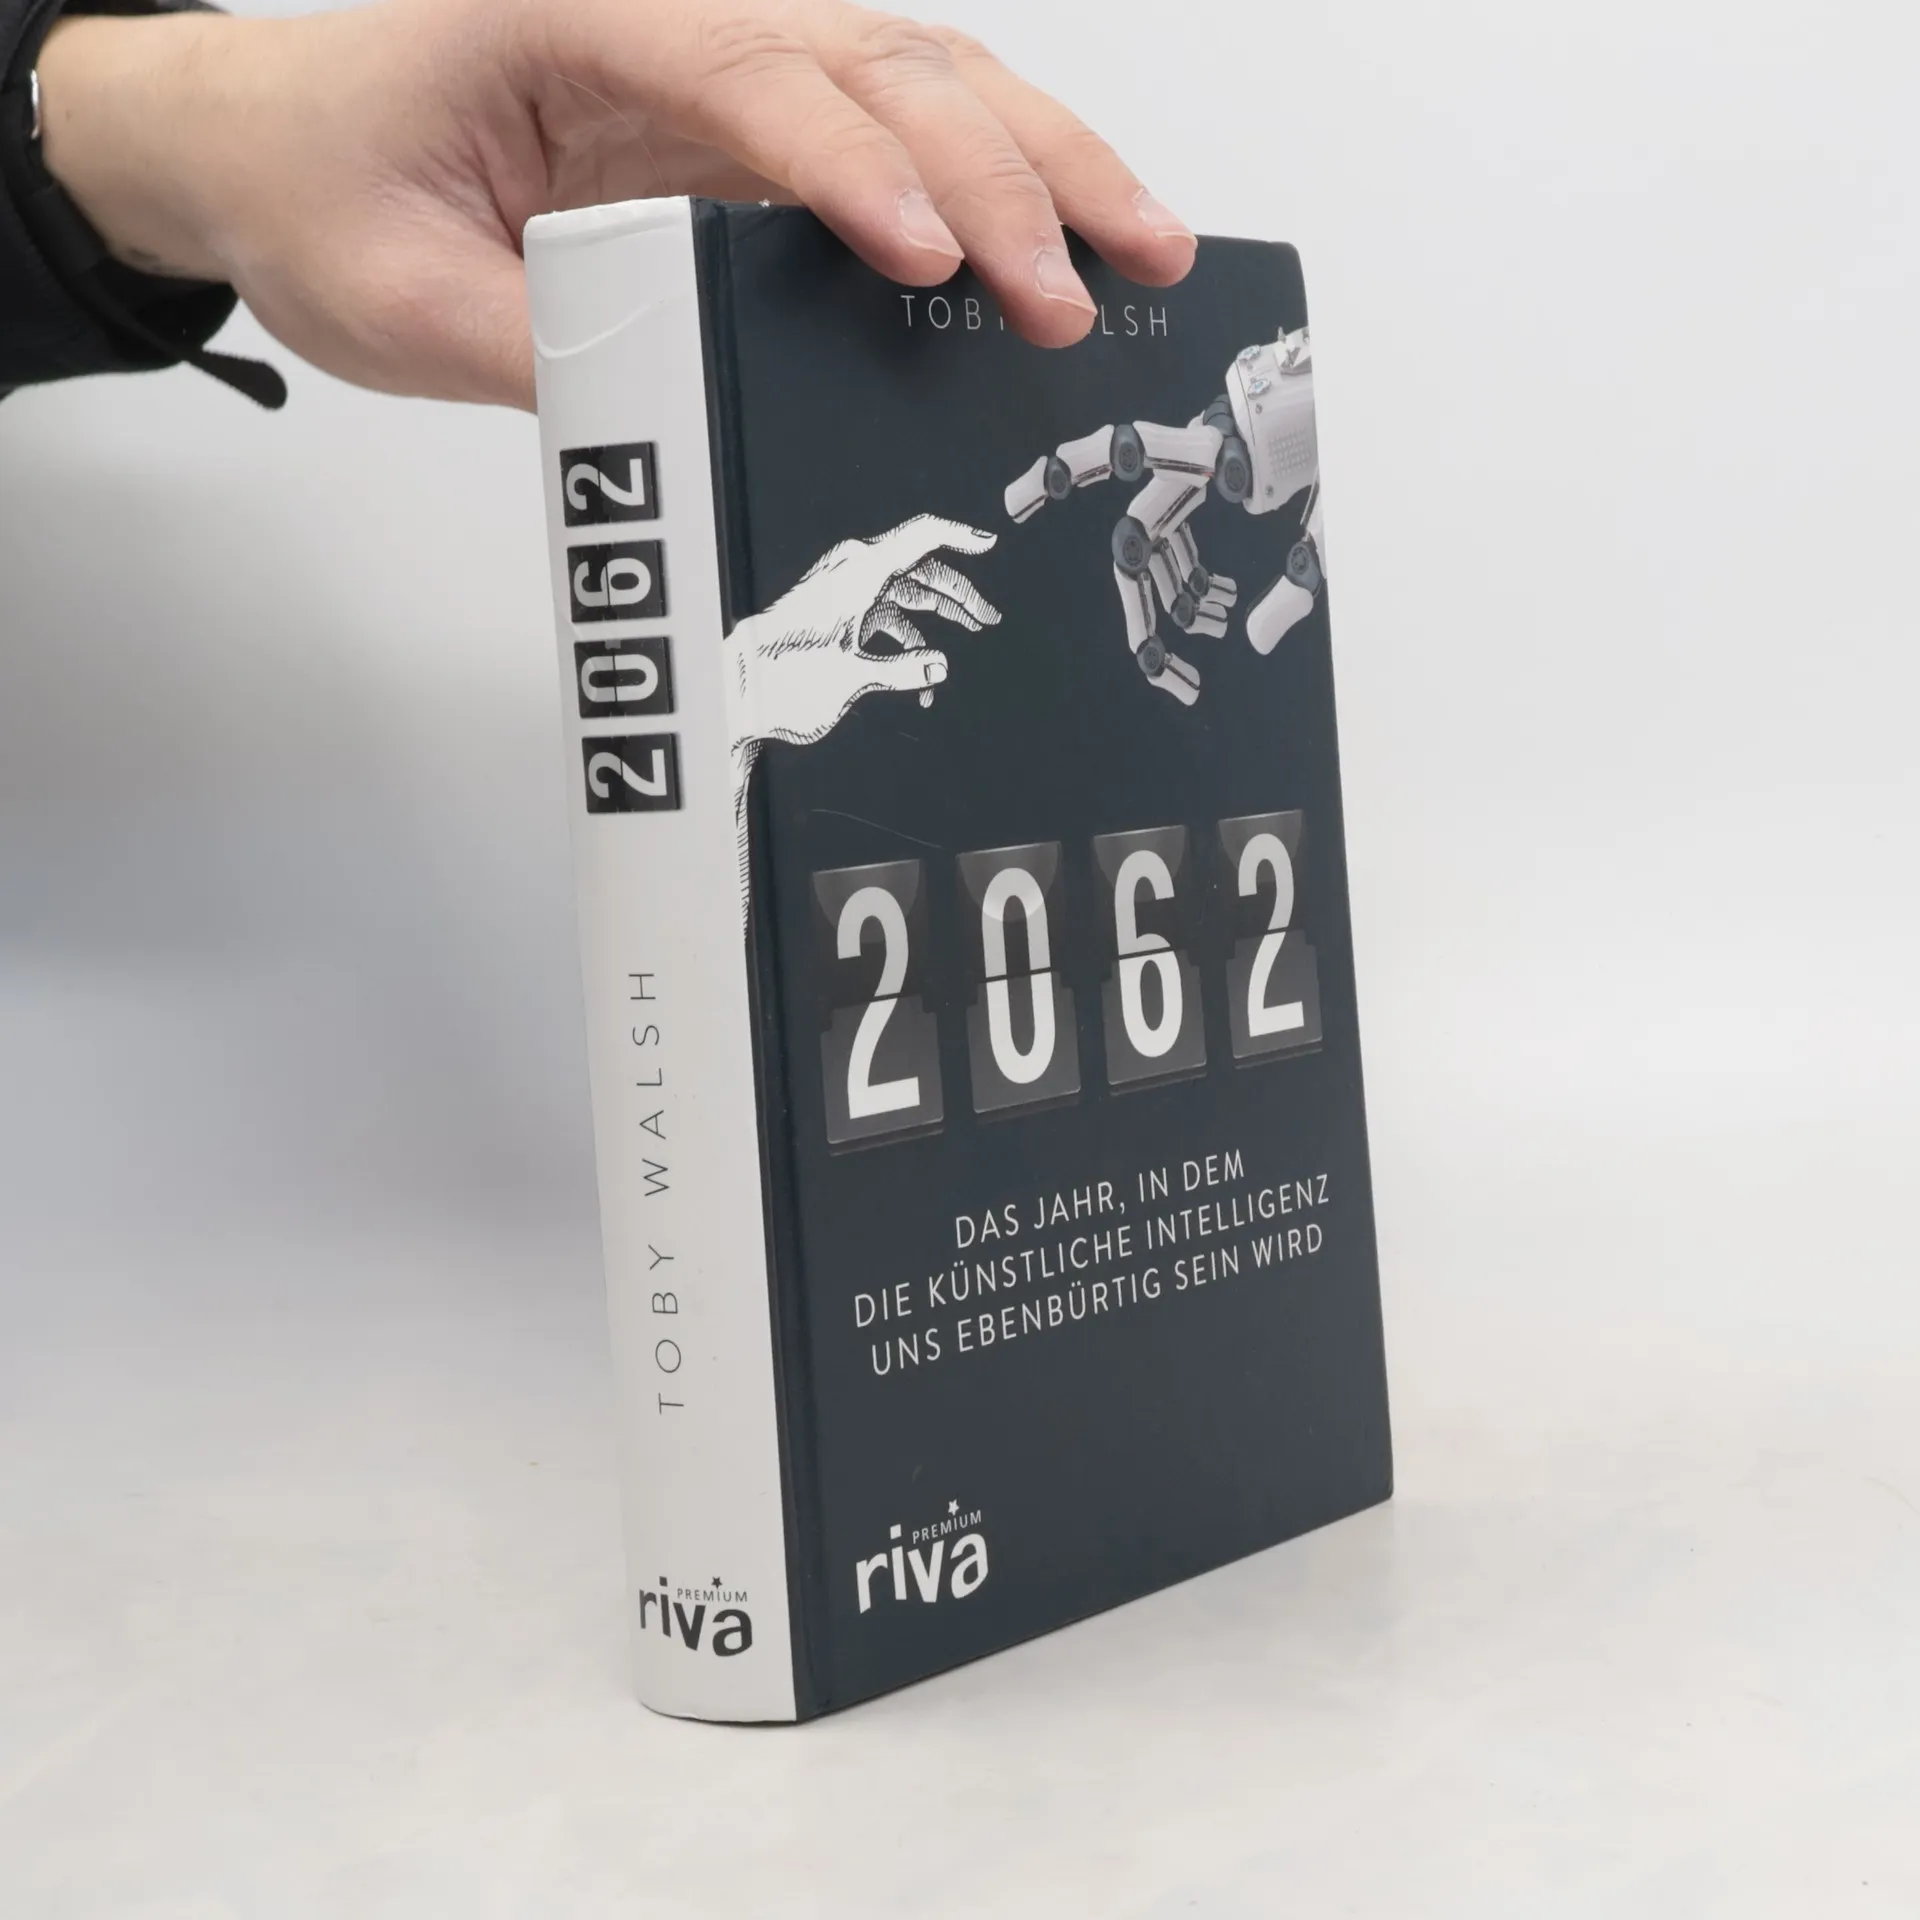 2062
TOBY WALSH
PREMIUM
riva
WALSH
2062
DAS JAHR, IN DEM
DIE KÜNSTLICHE INTELLIGENZ
UNS EBENBÜRTIG SEIN WIRD
PREMIUM
riva